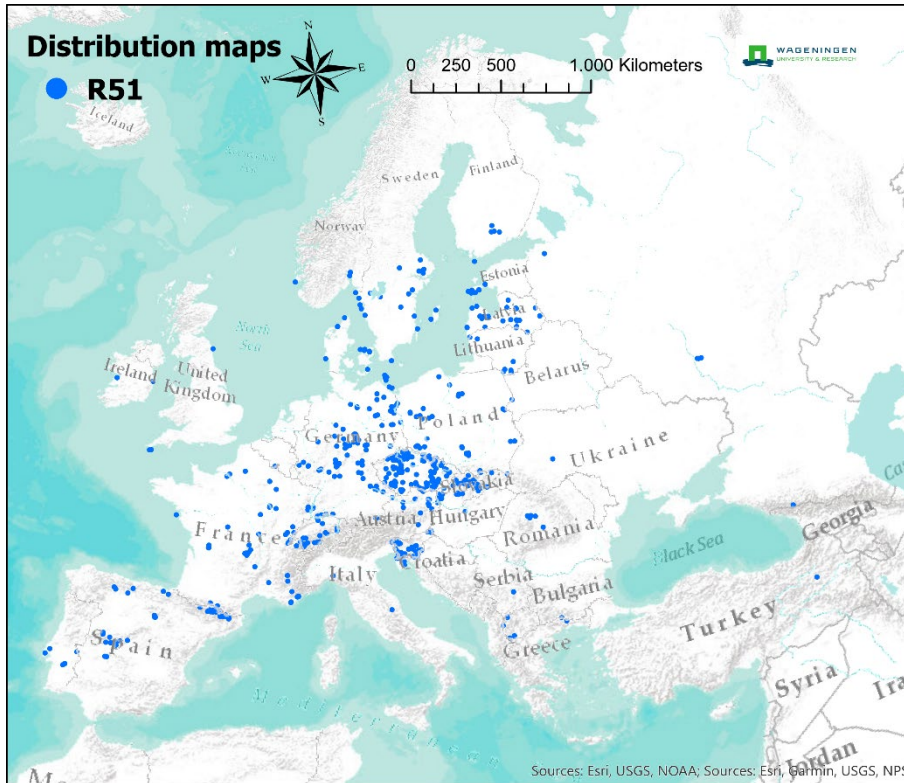 Distribution maps
R51
N
W E
S
0 250 500 1.000 Kilometers
WAGENINGEN
UNIVERSITY & RESEARCH
Iceland
Sweden
Finland
Norway
Estonia
North
Sea
Latvia
Lithuania
Ireland United
Kingdom
Belarus
Poland
Germany
Ukraine
Slovakia
Austria Hungary
France
Romania
Georgia
Croatia
Black Sea
Italy
Serbia
Bulgaria
Turkey
Spain
Greece
Syria
Mediterranean
Sources: Esri, USGS, NOAA; Sources: Esri, Garmin, USGS, NPS